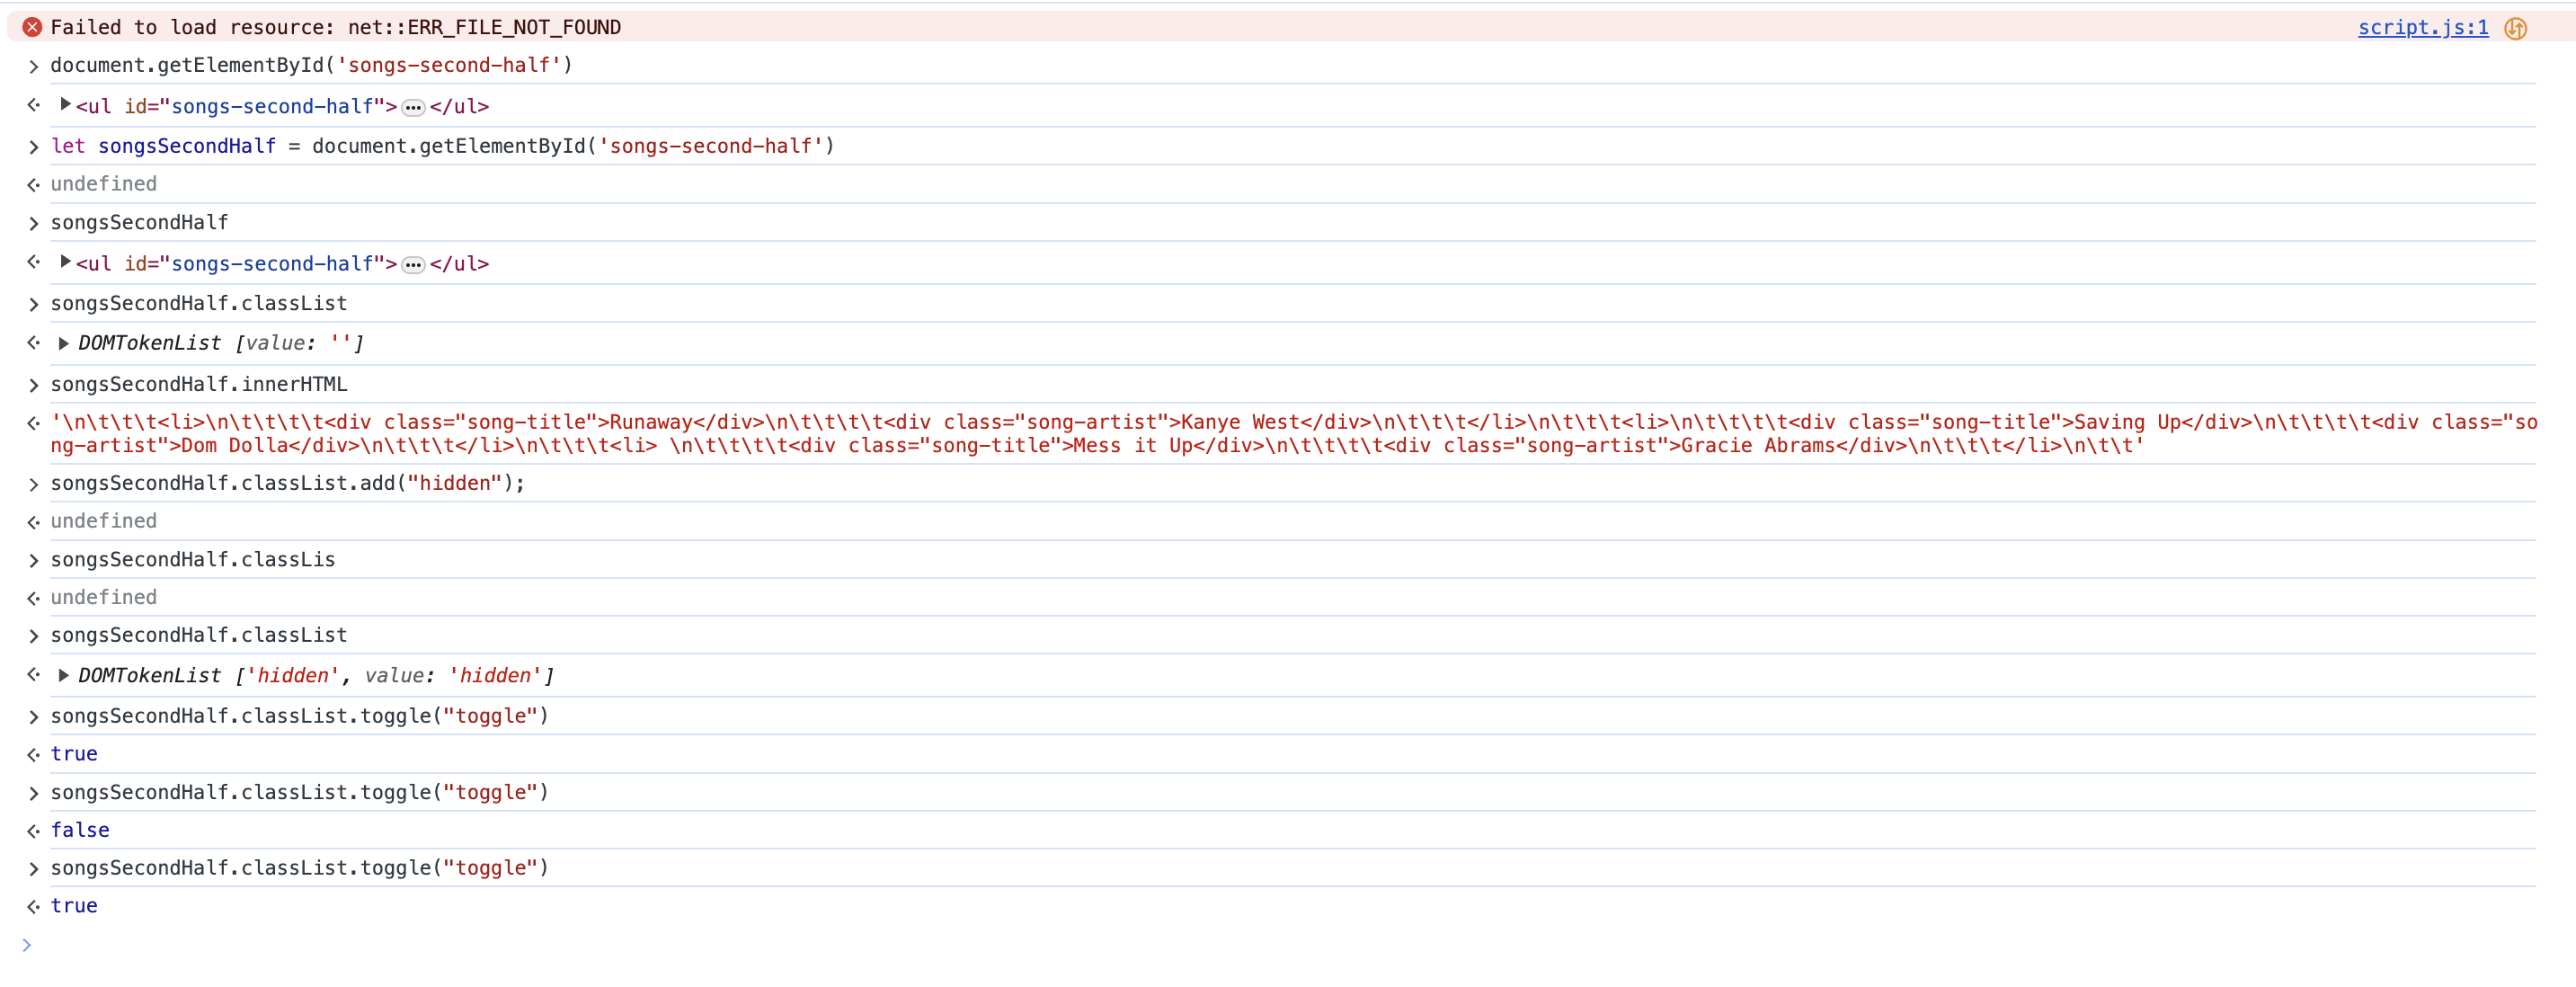 Failed to load resource: net::ERR_FILE_NOT_FOUND script.js:1
document.getElementById('songs-second-half')
<ul id="songs-second-half">…</ul>
let songsSecondHalf = document.getElementById('songs-second-half')
undefined
songsSecondHalf
<ul id="songs-second-half">…</ul>
songsSecondHalf.classList
DOMTokenList [value: '']
songsSecondHalf.innerHTML
'\n\t\t\t<li>\n\t\t\t\t<div class="song-title">Runaway</div>\n\t\t\t\t<div class="song-artist">Kanye West</div>\n\t\t\t</li>\n\t\t\t<li>\n\t\t\t\t<div class="song-title">Saving Up</div>\n\t\t\t\t<div class="so
ng-artist">Dom Dolla</div>\n\t\t\t</li>\n\t\t\t<li> \n\t\t\t\t<div class="song-title">Mess it Up</div>\n\t\t\t\t<div class="song-artist">Gracie Abrams</div>\n\t\t\t</li>\n\t\t'
songsSecondHalf.classList.add("hidden");
undefined
songsSecondHalf.classLis
undefined
songsSecondHalf.classList
DOMTokenList ['hidden', value: 'hidden']
songsSecondHalf.classList.toggle("toggle")
true
songsSecondHalf.classList.toggle("toggle")
false
songsSecondHalf.classList.toggle("toggle")
true